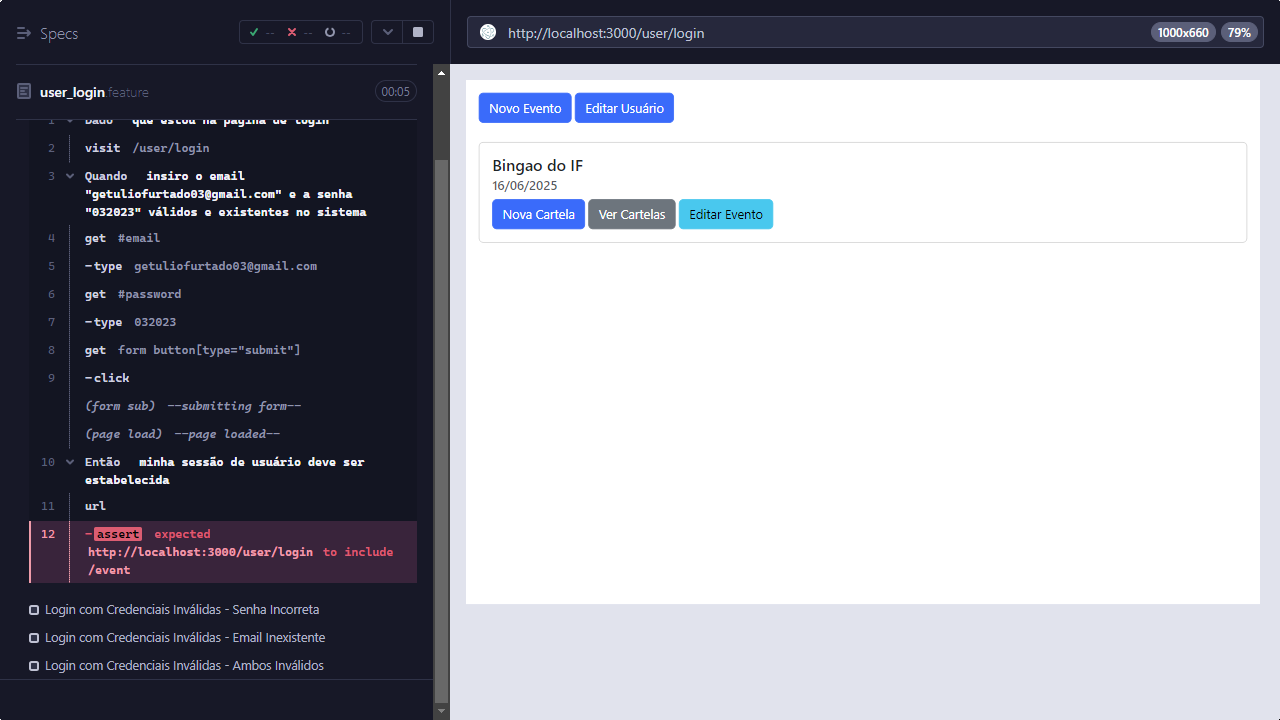 Specs
-- -- --
user_login.feature
00:05
1 Dado que estou na página de login
2 visit /user/login
3 Quando insiro o email
"getuliofurtado03@gmail.com" e a senha
"032023" válidos e existentes no sistema
4 get #email
5 -type getuliofurtado03@gmail.com
6 get #password
7 -type 032023
8 get form button[type="submit"]
9 -click
(form sub) --submitting form--
(page load) --page loaded--
10 Então minha sessão de usuário deve ser
estabelecida
11 url
12 -assert expected
http://localhost:3000/user/login to include
/event
Login com Credenciais Inválidas - Senha Incorreta
Login com Credenciais Inválidas - Email Inexistente
Login com Credenciais Inválidas - Ambos Inválidos
http://localhost:3000/user/login
1000x660 79%
Novo Evento Editar Usuário
Bingao do IF
16/06/2025
Nova Cartela Ver Cartelas Editar Evento